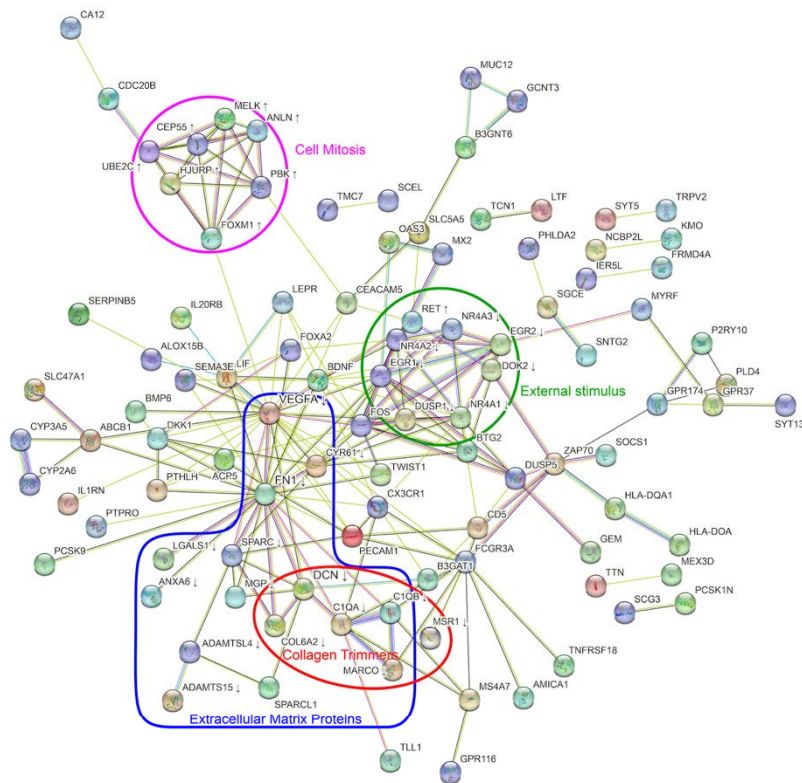 CA12
CDC20B
MUC12
GCNT3
B3GNT6
MELK ↑
CEP55 ↑
ANLN ↑
UBE2C ↑
HJURP ↑
PBK ↑
FOXM1 ↑
Cell Mitosis
TMC7
SCEL
OAS3
SLC5A5
MX2
TCN1
LTF
SYT5
TRPV2
NCBP2L
KMO
IER5L
FRMD4A
PHLDA2
SGCE
SNTG2
MYRF
P2RY10
PLD4
GPR174
GPR37
SYT13
SERPINB5
IL20RB
LEPR
CEACAM5
ALOX15B
FOXA2
SEMA3E
LIF
BDNF
RET ↑
NR4A3 ↓
NR4A2 ↓
EGR2 ↓
EGR1 ↓
DOK2 ↓
External stimulus
DUSP1 ↓
NR4A1 ↓
FOS
BTG2
SLC47A1
BMP6
ABCB1
DKK1
VEGFA ↓
CYP3A5
CYP2A6
CYR61 ↓
TWIST1
DUSP5
ZAP70
SOCS1
IL1RN
PTHLH
ACP5
FN1 ↓
PTPRO
PCSK9
CX3CR1
CD5
GEM
HLA-DQA1
HLA-DOA
MEX3D
TTN
PCSK1N
SCG3
LGALS1 ↓
SPARC ↓
PECAM1
FCGR3A
B3GAT1
ANXA6 ↓
MGP ↓
DCN ↓
C1QB ↓
C1QA ↓
MSR1 ↓
COL6A2 ↓
Collagen Trimmers
MARCO ↓
ADAMTSL4 ↓
ADAMTS15 ↓
SPARCL1
Extracellular Matrix Proteins
TNFRSF18
AMICA1
MS4A7
GPR116
TLL1